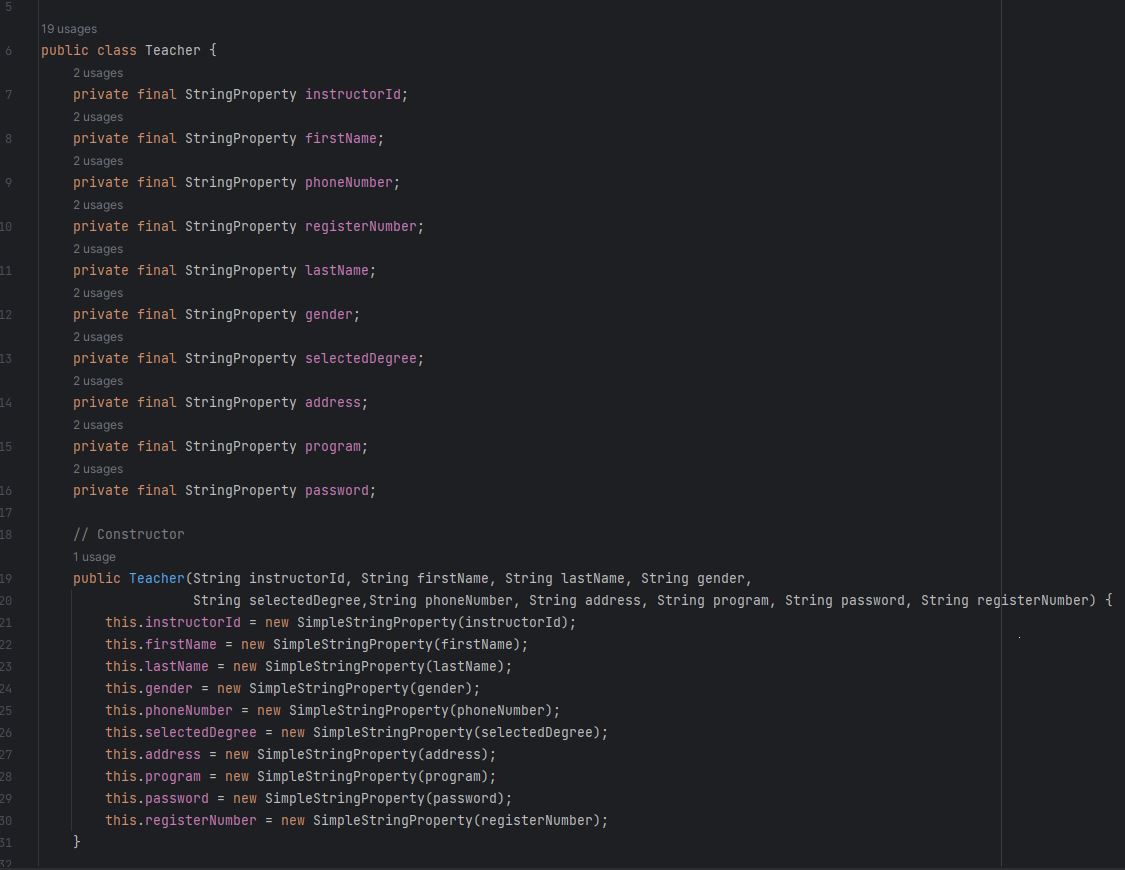 5
19 usages
6 public class Teacher {
2 usages
7 private final StringProperty instructorId;
2 usages
8 private final StringProperty firstName;
2 usages
9 private final StringProperty phoneNumber;
2 usages
10 private final StringProperty registerNumber;
2 usages
11 private final StringProperty lastName;
2 usages
12 private final StringProperty gender;
2 usages
13 private final StringProperty selectedDegree;
2 usages
14 private final StringProperty address;
2 usages
15 private final StringProperty program;
2 usages
16 private final StringProperty password;
17
18 // Constructor
1 usage
19 public Teacher(String instructorId, String firstName, String lastName, String gender,
20 String selectedDegree,String phoneNumber, String address, String program, String password, String registerNumber) {
21 this.instructorId = new SimpleStringProperty(instructorId);
22 this.firstName = new SimpleStringProperty(firstName);
23 this.lastName = new SimpleStringProperty(lastName);
24 this.gender = new SimpleStringProperty(gender);
25 this.phoneNumber = new SimpleStringProperty(phoneNumber);
26 this.selectedDegree = new SimpleStringProperty(selectedDegree);
27 this.address = new SimpleStringProperty(address);
28 this.program = new SimpleStringProperty(program);
29 this.password = new SimpleStringProperty(password);
30 this.registerNumber = new SimpleStringProperty(registerNumber);
31 }
32